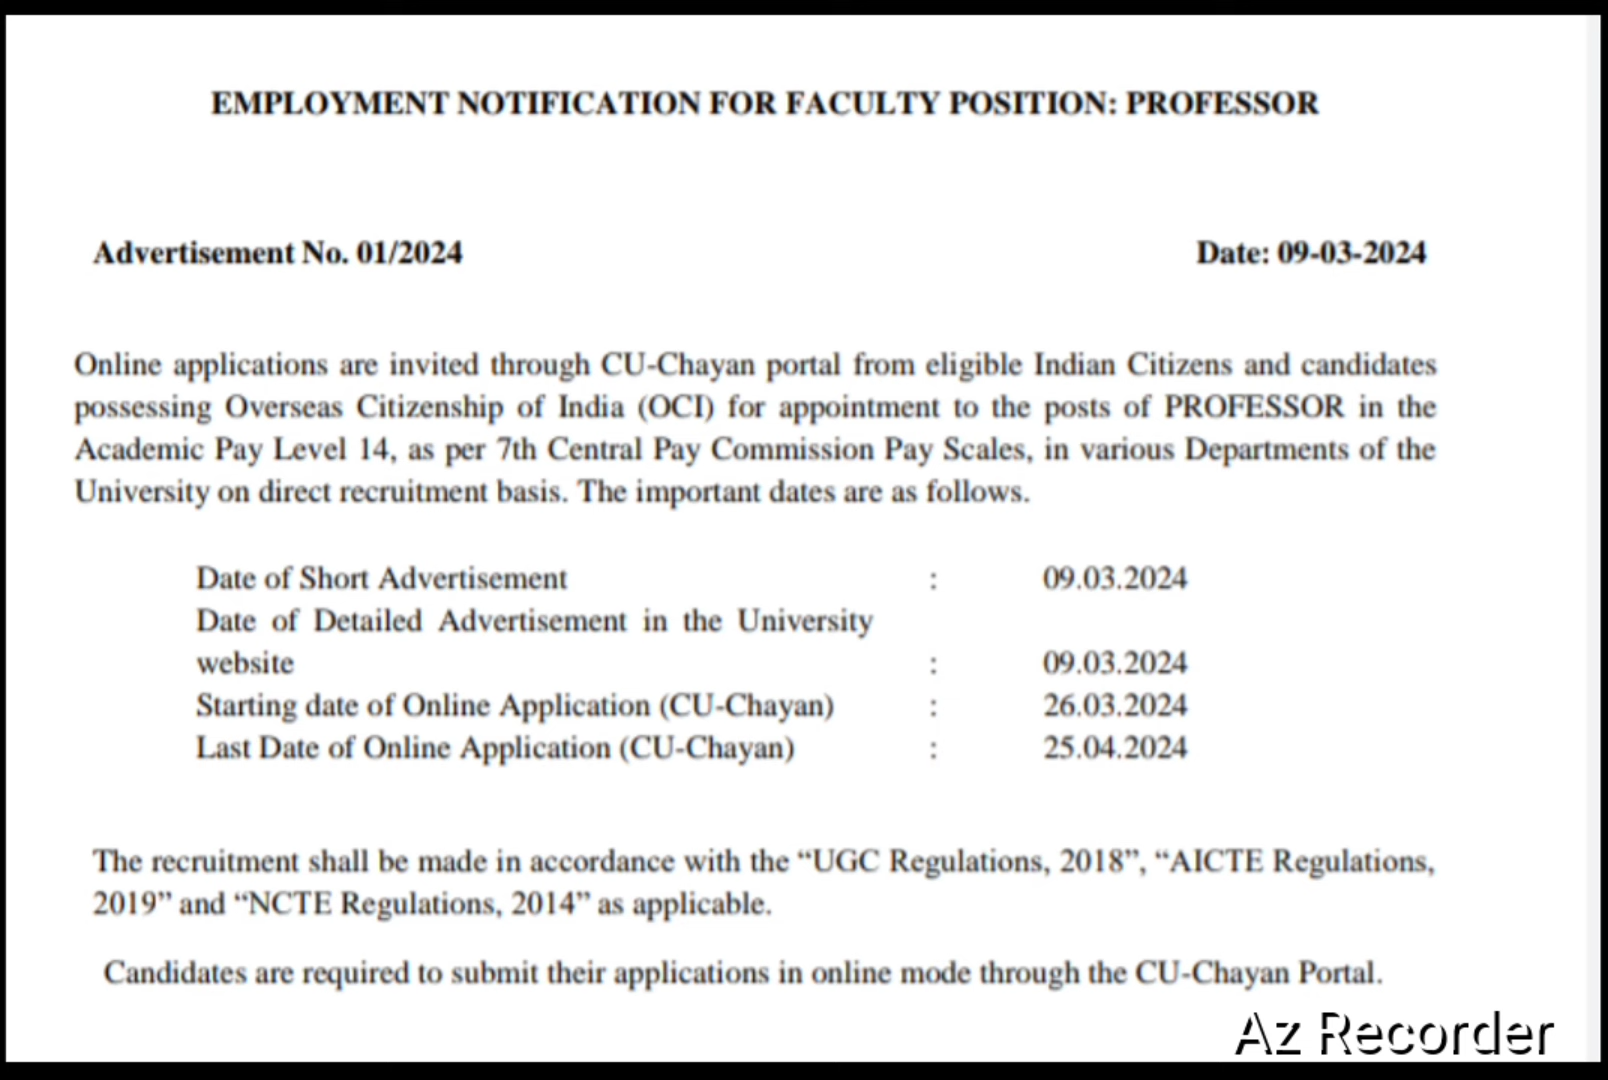 EMPLOYMENT NOTIFICATION FOR FACULTY POSITION: PROFESSOR
Advertisement No. 01/2024 Date: 09-03-2024
Online applications are invited through CU-Chayan portal from eligible Indian Citizens and candidates
possessing Overseas Citizenship of India (OCI) for appointment to the posts of PROFESSOR in the
Academic Pay Level 14, as per 7th Central Pay Commission Pay Scales, in various Departments of the
University on direct recruitment basis. The important dates are as follows.
Date of Short Advertisement : 09.03.2024
Date of Detailed Advertisement in the University
website : 09.03.2024
Starting date of Online Application (CU-Chayan) : 26.03.2024
Last Date of Online Application (CU-Chayan) : 25.04.2024
The recruitment shall be made in accordance with the “UGC Regulations, 2018”, “AICTE Regulations,
2019” and “NCTE Regulations, 2014” as applicable.
Candidates are required to submit their applications in online mode through the CU-Chayan Portal.
Az Recorder